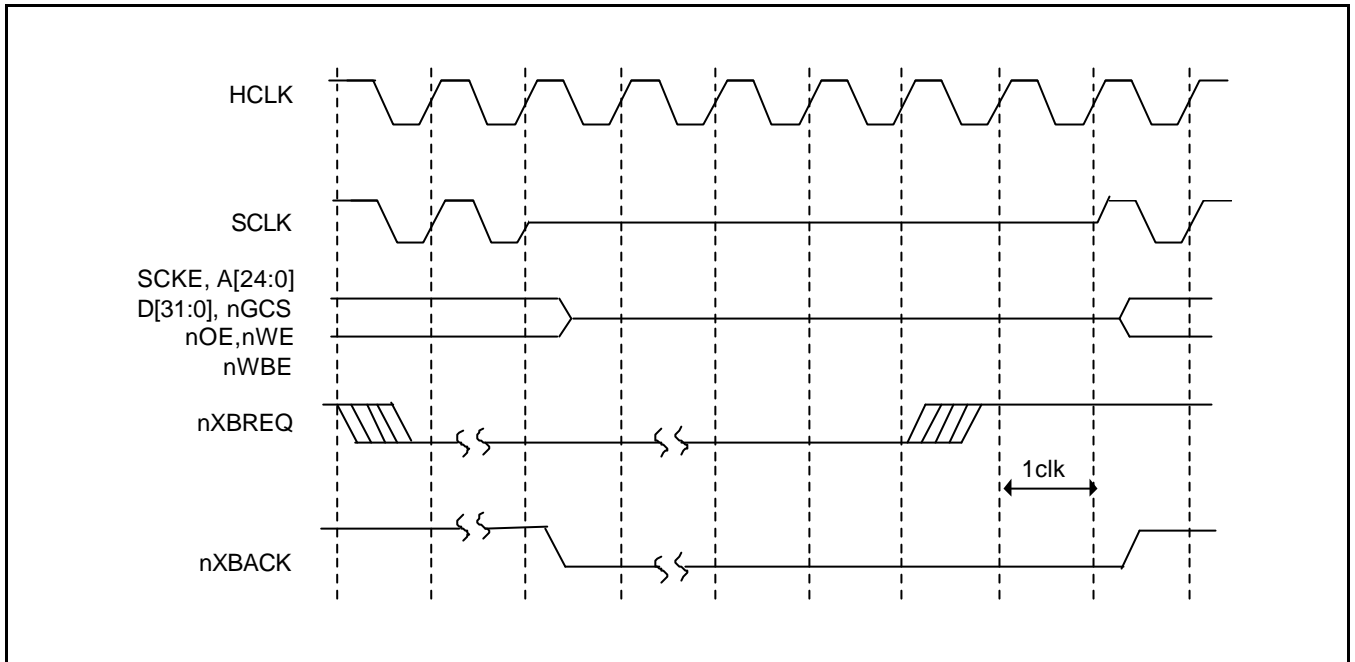 HCLK
SCLK
SCKE, A[24:0]
D[31:0], nGCS
nOE,nWE
nWBE
nXBREQ
1clk
nXBACK